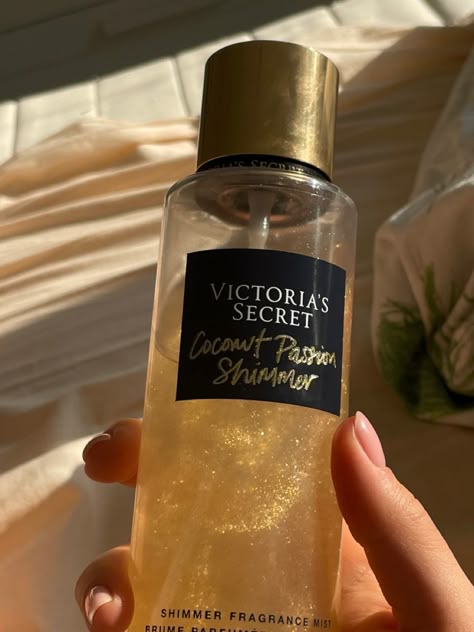 VICTORIA'S
SECRET
Coconut Passion
Shimmer
SHIMMER FRAGRANCE MIST